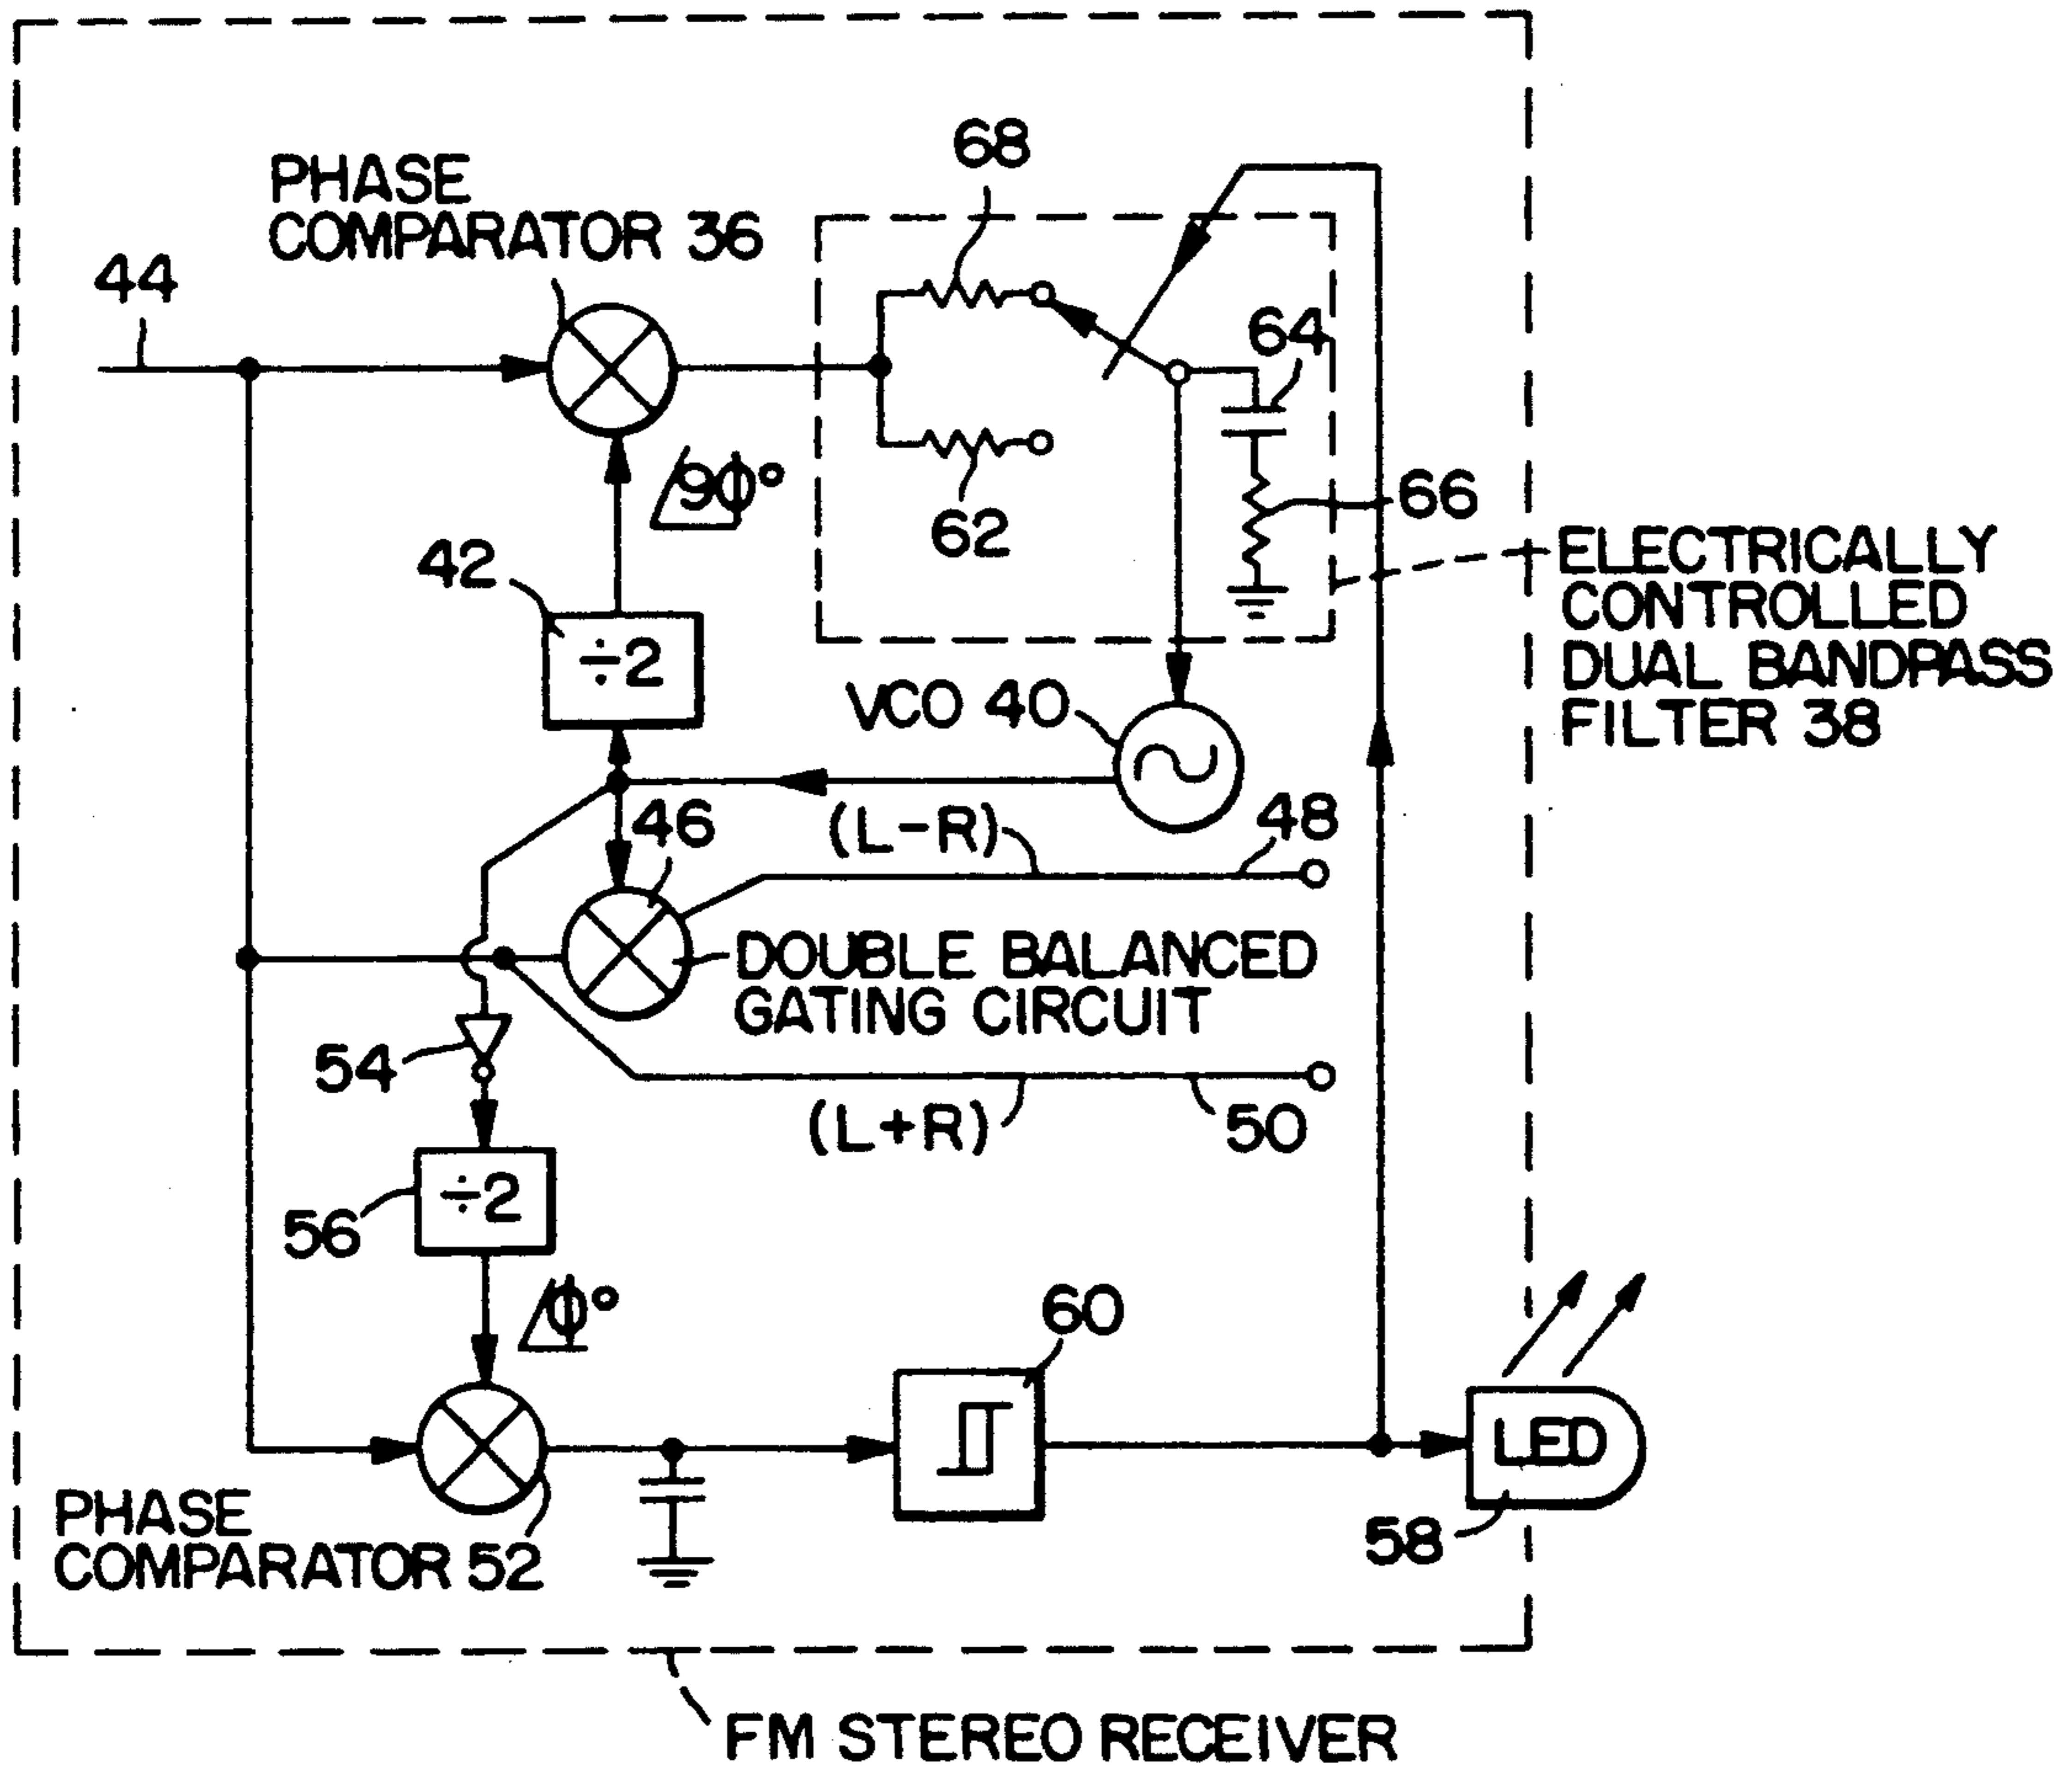 68
PHASE
COMPARATOR 36
44
64
9ϕ°
62
66
42
÷2
ELECTRICALLY
CONTROLLED
DUAL BANDPASS
FILTER 38
VCO 40
46
(L-R)
48
DOUBLE BALANCED
GATING CIRCUIT
54
(L+R)
50
÷2
56
ϕ°
60
LED
58
PHASE
COMPARATOR 52
FM STEREO RECEIVER